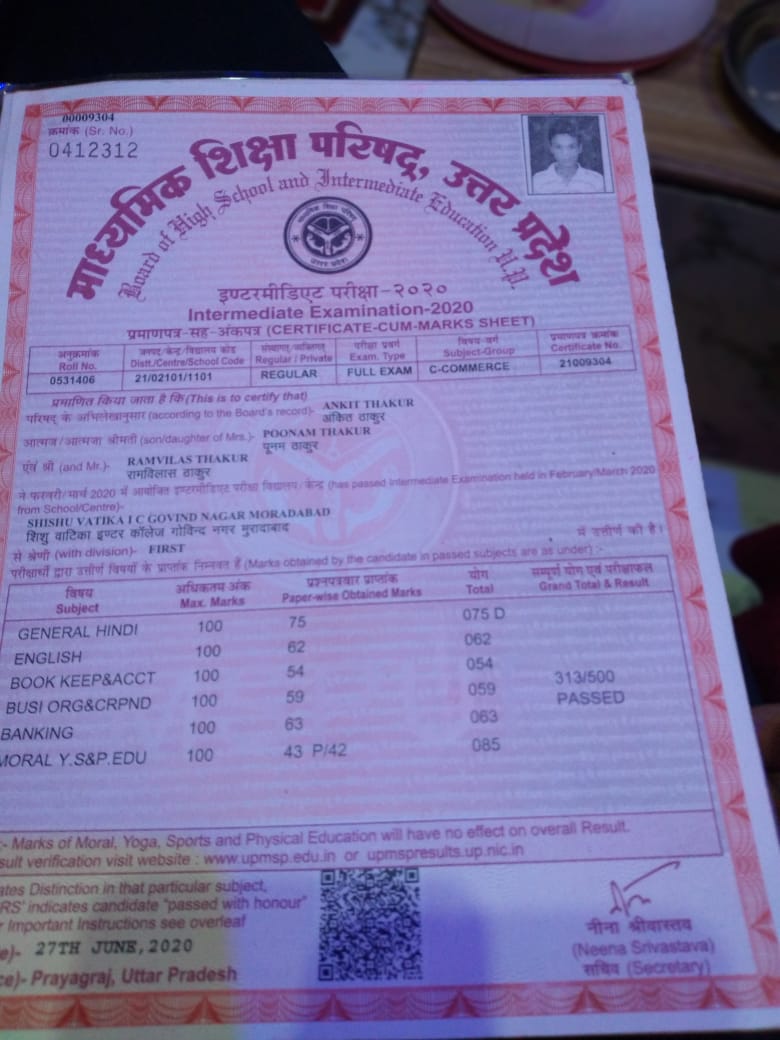 00009304
क्रमांक (Sr. No.)
0412312
माध्यमिक शिक्षा परिषद्, उत्तर प्रदेश
Board of High School and Intermediate Education U.P.
माध्यमिक शिक्षा परिषद्
उत्तर प्रदेश
इण्टरमीडिएट परीक्षा-२०२०
Intermediate Examination-2020
प्रमाणपत्र-सह-अंकपत्र (CERTIFICATE-CUM-MARKS SHEET)
अनुक्रमांक जनपद/केन्द्र/विद्यालय कोड संस्थागत/व्यक्तिगत परीक्षा प्रवर्ग विषय-वर्ग प्रमाणपत्र क्रमांक
Roll No. Distt./Centre/School Code Regular / Private Exam. Type Subject-Group Certificate No.
0531406 21/02101/1101 REGULAR FULL EXAM C-COMMERCE 21009304
प्रमाणित किया जाता है कि(This is to certify that)
परिषद् के अभिलेखानुसार (according to the Board's record)- ANKIT THAKUR
अंकित ठाकुर
आत्मज/आत्मजा श्रीमती (son/daughter of Mrs.)- POONAM THAKUR
पूनम ठाकुर
एवं श्री (and Mr.)- RAMVILAS THAKUR
रामविलास ठाकुर
ने फरवरी/मार्च 2020 में आयोजित इण्टरमीडिएट परीक्षा विद्यालय/केन्द्र (has passed Intermediate Examination held in February/March 2020
from School/Centre)-
SHISHU VATIKA I C GOVIND NAGAR MORADABAD
शिशु वाटिका इण्टर कॉलेज गोविन्द नगर मुरादाबाद
में उत्तीर्ण की है।
से श्रेणी (with division)- FIRST
परीक्षार्थी द्वारा उत्तीर्ण विषयों के प्राप्तांक निम्नवत हैं (Marks obtained by the candidate in passed subjects are as under) :-
विषय अधिकतम अंक प्रश्नपत्रवार प्राप्तांक योग सम्पूर्ण योग एवं परीक्षाफल
Subject Max. Marks Paper-wise Obtained Marks Total Grand Total & Result
GENERAL HINDI 100 75 075 D
ENGLISH 100 62 062
BOOK KEEP&ACCT 100 54 054 313/500
BUSI ORG&CRPND 100 59 059 PASSED
BANKING 100 63 063
MORAL Y.S&P.EDU 100 43 P/42 085
:- Marks of Moral, Yoga, Sports and Physical Education will have no effect on overall Result.
sult verification visit website : www.upmsp.edu.in or upmspresults.up.nic.in
ates Distinction in that particular subject,
RS' indicates candidate "passed with honour"
r Important Instructions see overleaf
e)- 27TH JUNE,2020
ce)- Prayagraj, Uttar Pradesh
नीना श्रीवास्तव
(Neena Srivastava)
सचिव (Secretary)